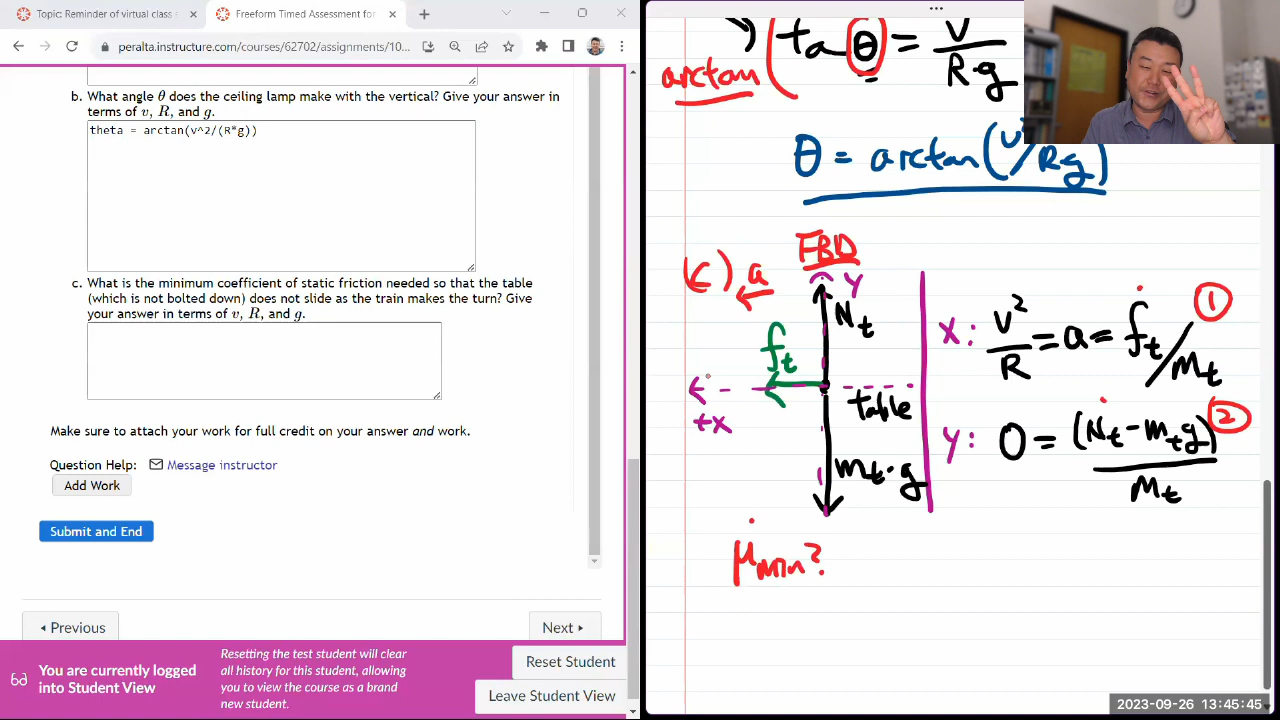 Topic: Reminder of virtual class
Freeform Timed Assessment for
peralta.instructure.com/courses/
b. What angle θ does the ceiling lamp make with the vertical? Give your answer in
terms of v, R, and g.
theta = arctan(v^2/(R*g))
c. What is the minimum coefficient of static friction needed so that the table
(which is not bolted down) does not slide as the train makes the turn? Give
your answer in terms of v, R, and g.
Make sure to attach your work for full credit on your answer and work.
Question Help: Message instructor
Add Work
Submit and End
◂ Previous
Next ▸
You are currently logged
into Student View
Resetting the test student will clear
all history for this student, allowing
you to view the course as a brand
new student.
Reset Student
Leave Student View
arctan
θ = V
R·g
θ = arctan(
Rg)
FBD
c) a
y
Nt
ft
+x
table
mt·g
x: v²/R = a = ft/mt ①
y: 0 = (Nt - mtg)/mt ②
μmin?
2023-09-26 13:45:45